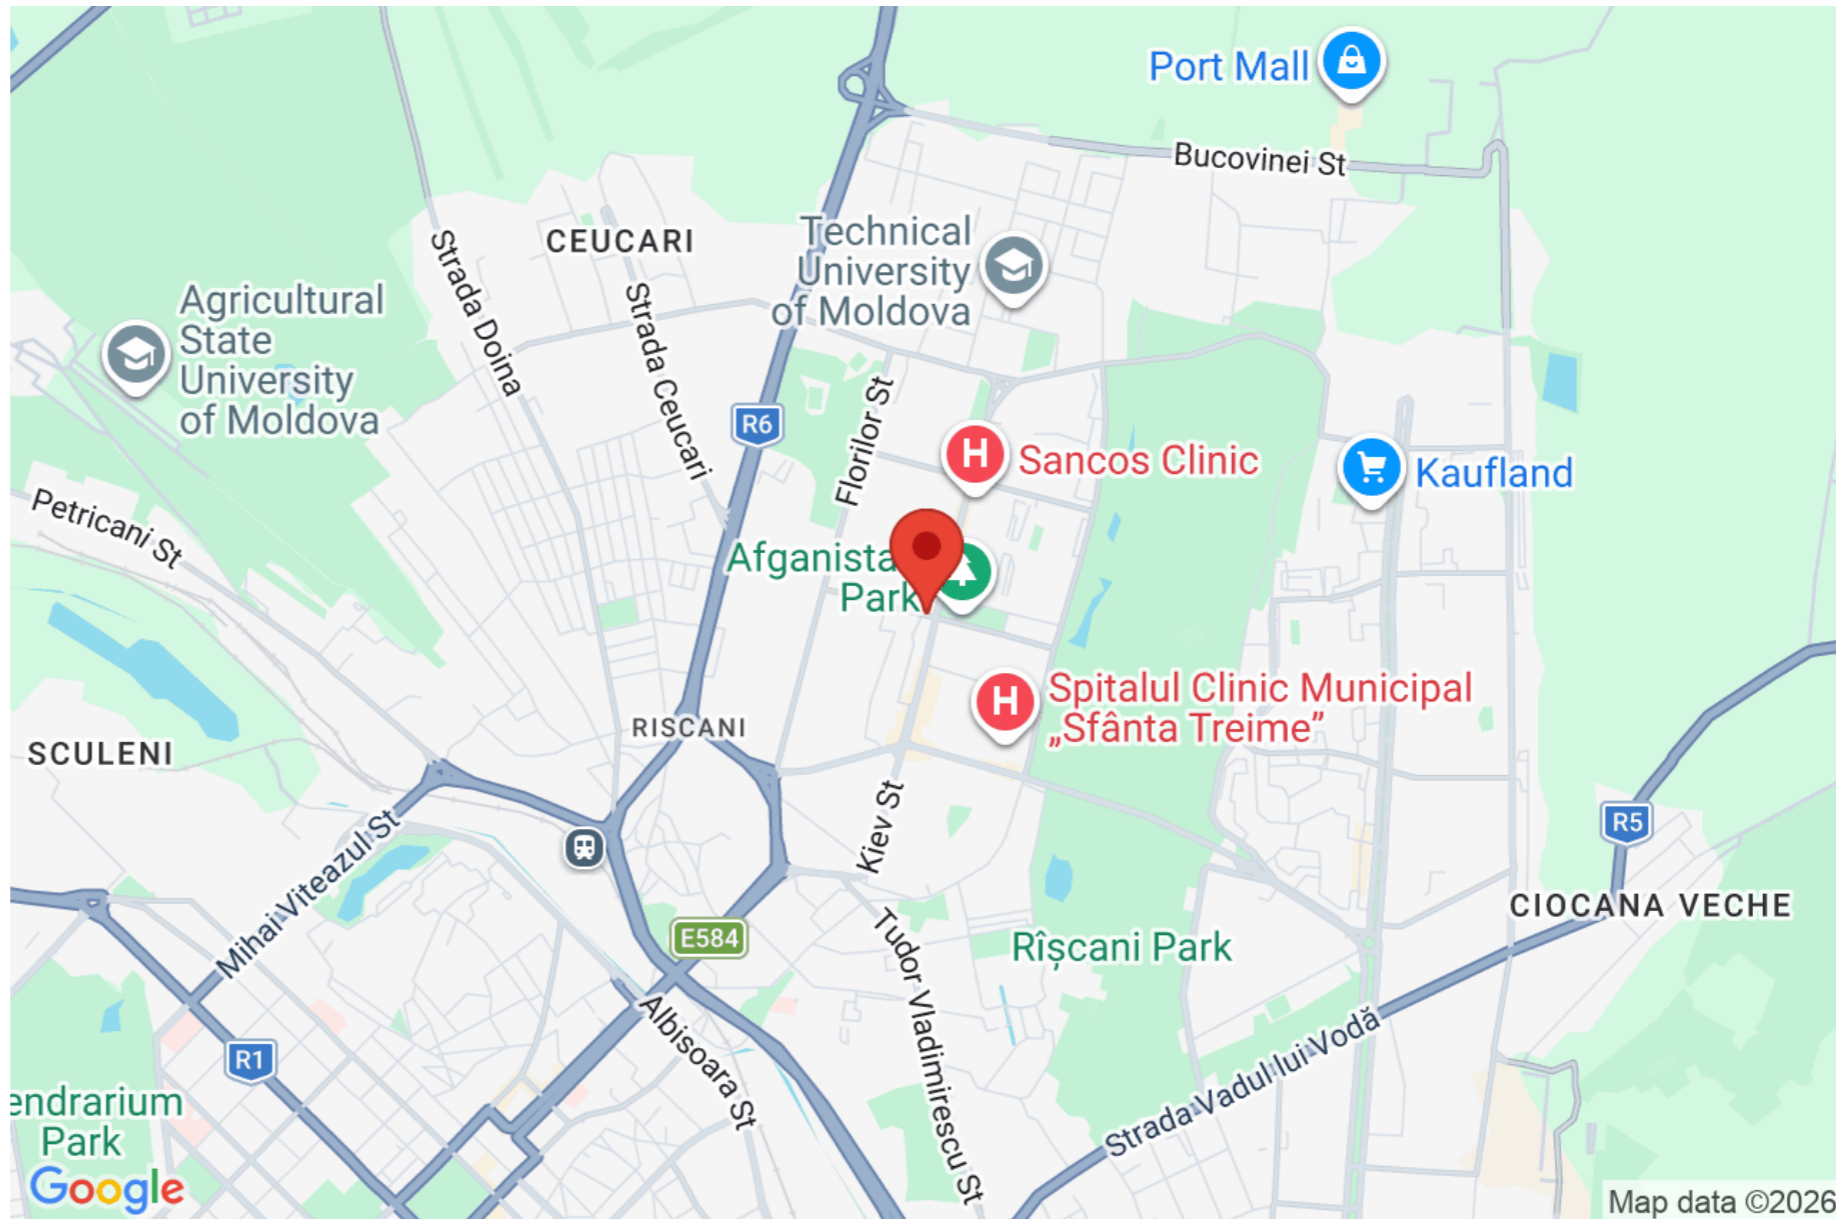 Port Mall
Bucovinei St
CEUCARI
Technical
University
of Moldova
Strada Doina
Strada Ceucari
Agricultural
State
University
of Moldova
R6
Florilor St
Sancos Clinic
Kaufland
Petricani St
Afganista
Park
Spitalul Clinic Municipal
„Sfânta Treime”
RISCANI
SCULENI
Mihai Viteazul St
Kiev St
R5
CIOCANA VECHE
E584
Rîșcani Park
Tudor Vladimirescu St
Albisoara St
R1
Strada Vadul lui Vodă
endrarium
Park
Google
Map data ©2026